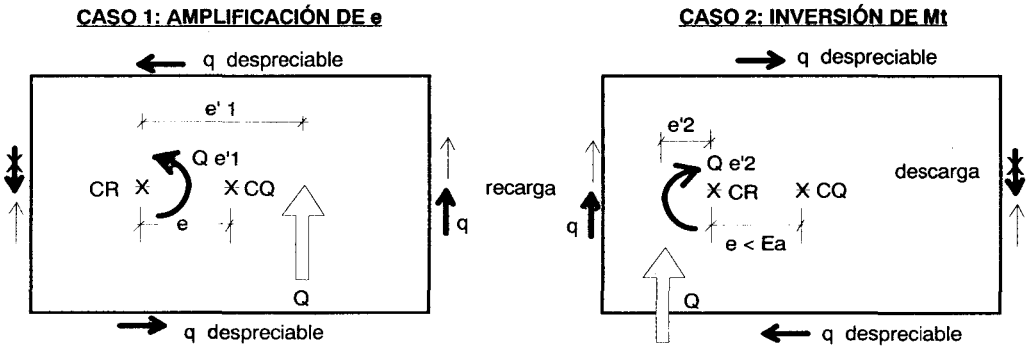 CASO 1: AMPLIFICACIÓN DE e
q despreciable
e' 1
Q e'1
CR
CQ
e
Q
q
recarga
q despreciable
CASO 2: INVERSIÓN DE Mt
q despreciable
e'2
Q e'2
CR
CQ
descarga
e < Ea
q
Q
q despreciable